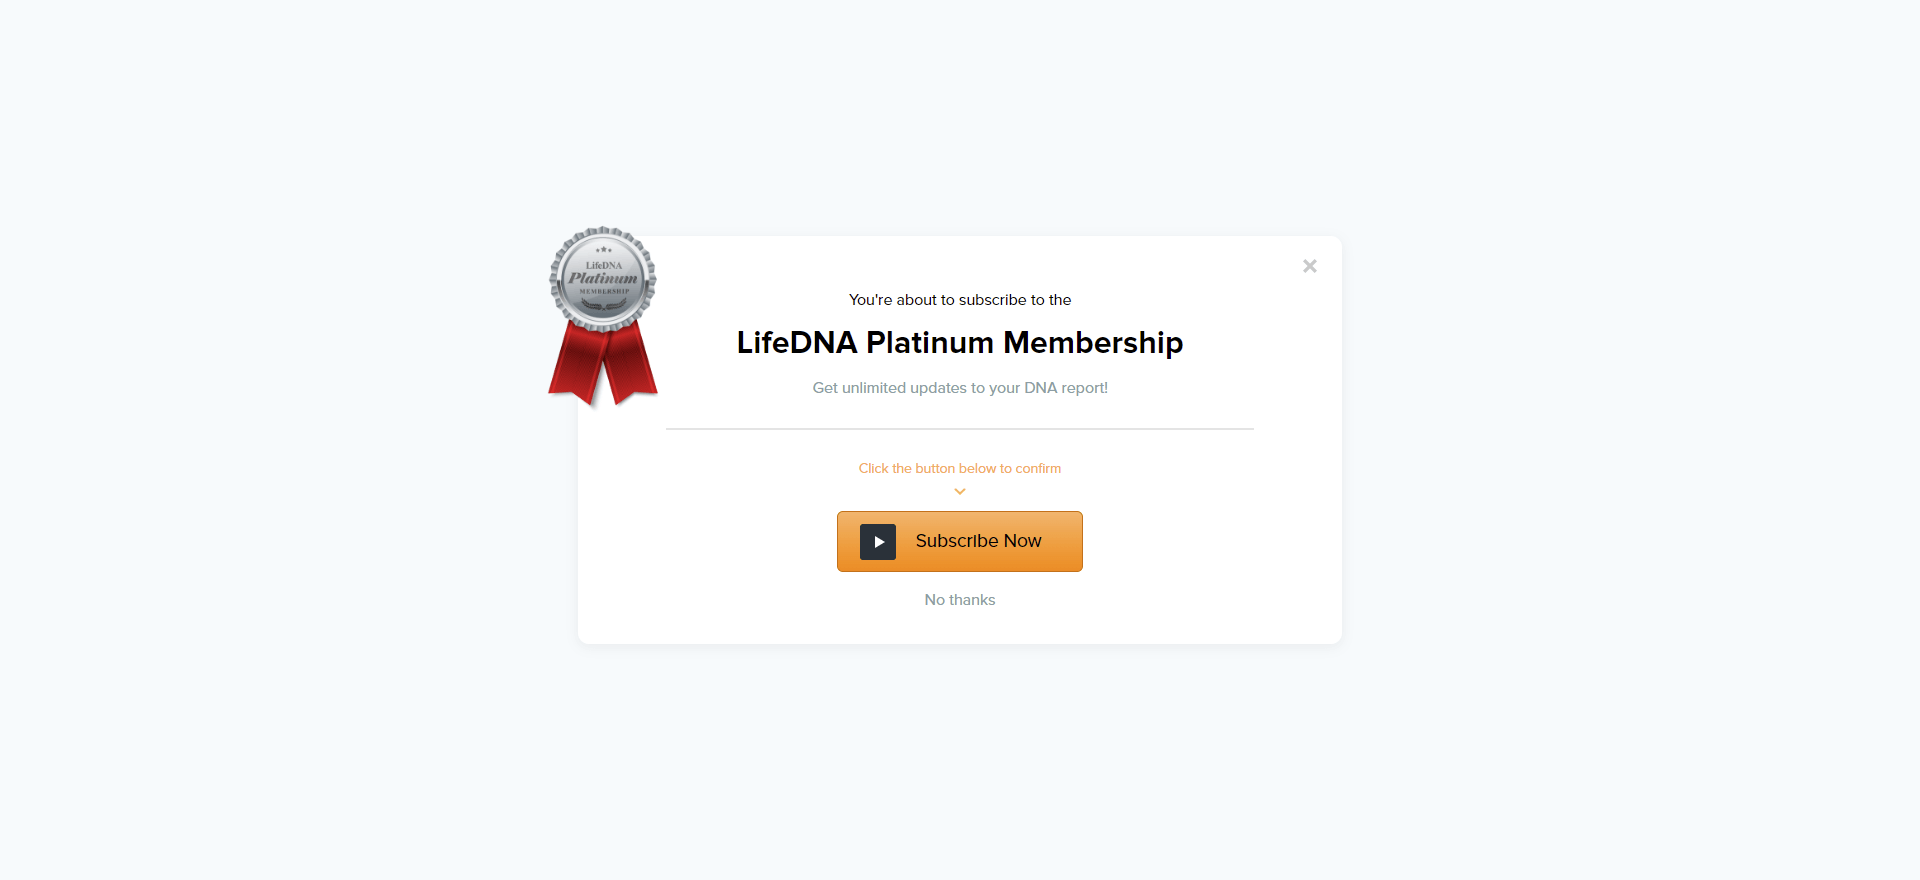 LifeDNA
Platinum
MEMBERSHIP
You're about to subscribe to the
LifeDNA Platinum Membership
Get unlimited updates to your DNA report!
Click the button below to confirm
Subscribe Now
No thanks